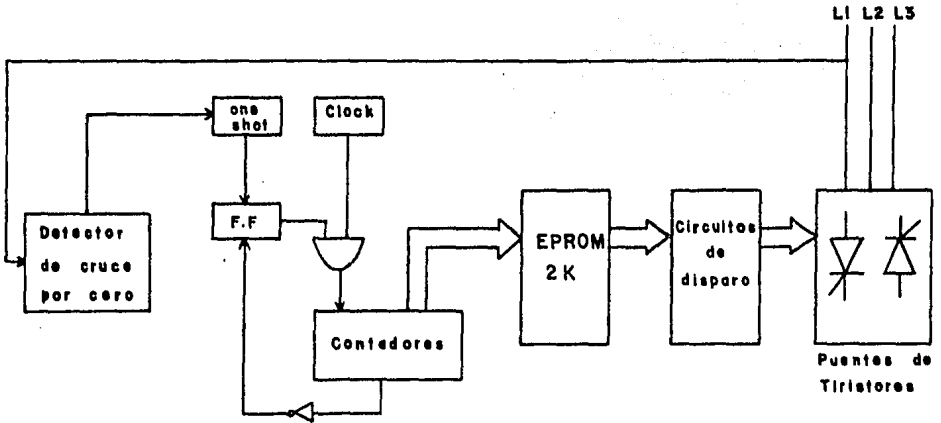 L1 L2 L3
one
shot
Clock
F.F
Detector
de cruce
por cero
EPROM
2K
Circuitos
de
disparo
Contadores
Puentes de
Tiristores